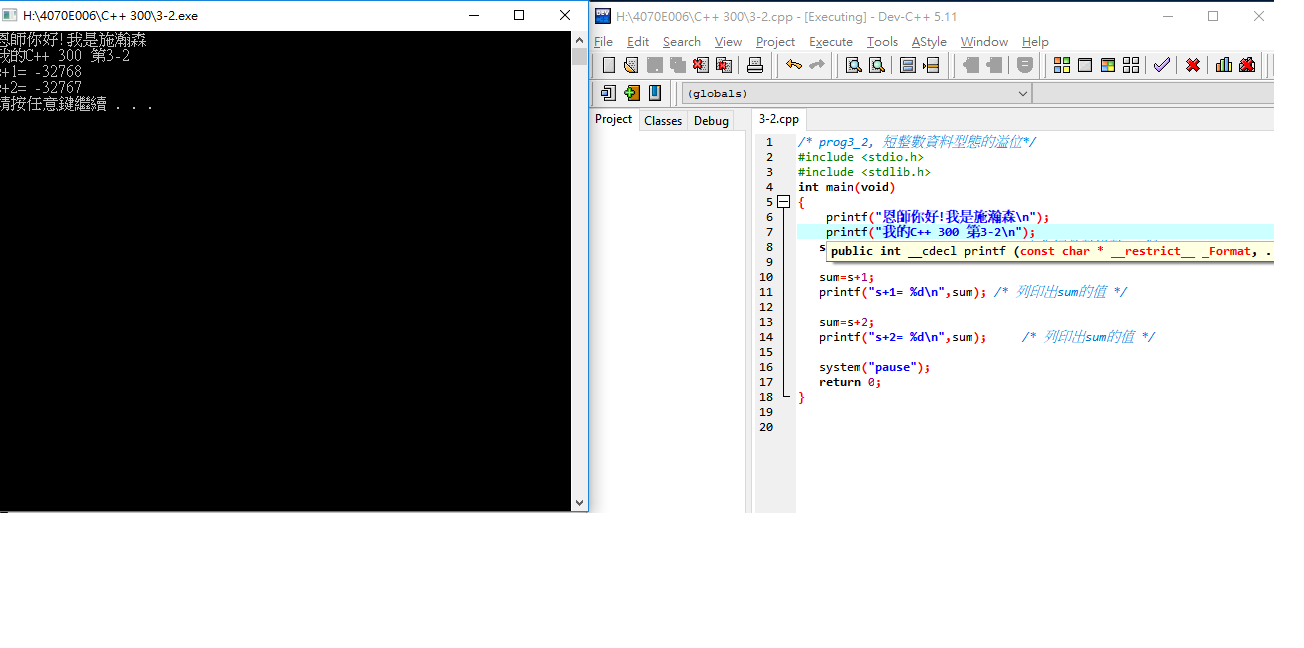 H:\4070E006\C++ 300\3-2.exe
恩師你好!我是施瀚森
我的C++ 300 第3-2
s+1= -32768
s+2= -32767
請按任意鍵繼續 . . .
H:\4070E006\C++ 300\3-2.cpp - [Executing] - Dev-C++ 5.11
File Edit Search View Project Execute Tools AStyle Window Help
(globals)
Project Classes Debug
3-2.cpp
1 /* prog3_2, 短整數資料型態的溢位*/
2 #include <stdio.h>
3 #include <stdlib.h>
4 int main(void)
5 {
6 printf("恩師你好!我是施瀚森\n");
7 printf("我的C++ 300 第3-2\n");
8 s
public int __cdecl printf (const char * __restrict__ _Format, .
9
10 sum=s+1;
11 printf("s+1= %d\n",sum); /* 列印出sum的值 */
12
13 sum=s+2;
14 printf("s+2= %d\n",sum); /* 列印出sum的值 */
15
16 system("pause");
17 return 0;
18 }
19
20